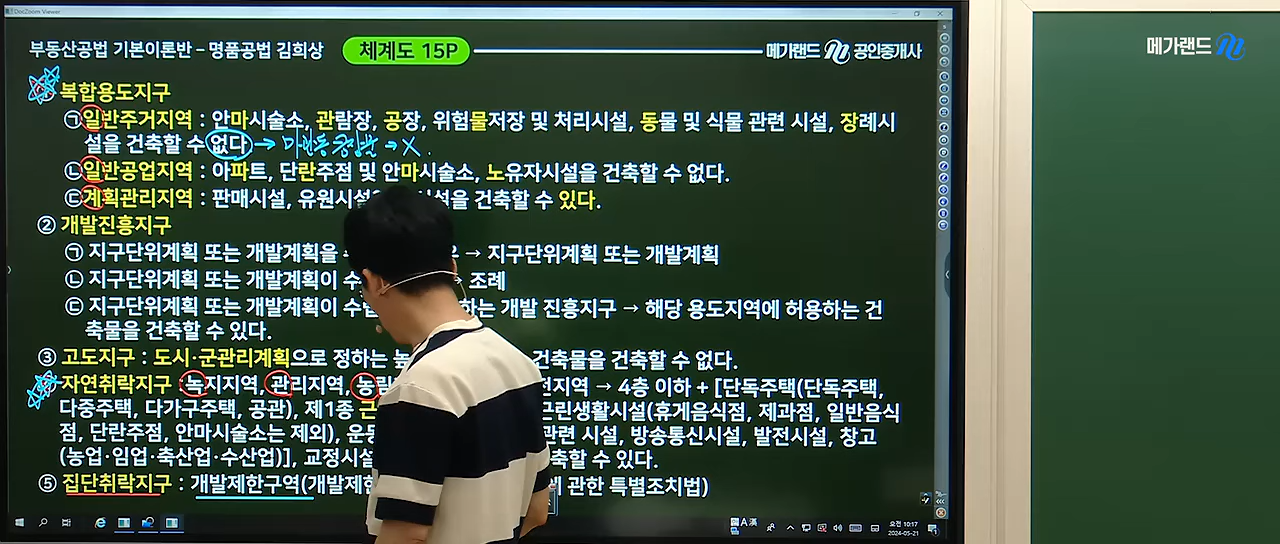 DocZoom Viewer
부동산공법 기본이론반 – 명품공법 김희상
체계도 15P
메가랜드 공인중개사
메가랜드
복합용도지구
㉠ 일반주거지역 : 안마시술소, 관람장, 공장, 위험물저장 및 처리시설, 동물 및 식물 관련 시설, 장례시
설을 건축할 수 없다 → → X.
㉡ 일반공업지역 : 아파트, 단란주점 및 안마시술소, 노유자시설을 건축할 수 없다.
㉢ 계획관리지역 : 판매시설, 유원시설 을 건축할 수 있다.
② 개발진흥지구
㉠ 지구단위계획 또는 개발계획을 → 지구단위계획 또는 개발계획
㉡ 지구단위계획 또는 개발계획이 → 조례
㉢ 지구단위계획 또는 개발계획이 하는 개발 진흥지구 → 해당 용도지역에 허용하는 건
축물을 건축할 수 있다.
③ 고도지구 : 도시·군관리계획으로 정하는 건축물을 건축할 수 없다.
자연취락지구 : 녹지지역, 관리지역, 농림 전지역 → 4층 이하 + [단독주택(단독주택,
다중주택, 다가구주택, 공관), 제1종 근 근린생활시설(휴게음식점, 제과점, 일반음식
점, 단란주점, 안마시술소는 제외), 운동 관련 시설, 방송통신시설, 발전시설, 창고
(농업·임업·축산업·수산업)], 교정시설 축할 수 있다.
⑤ 집단취락지구 : 개발제한구역(개발제한 에 관한 특별조치법)
A 漢
오전 10:17
2024-05-21